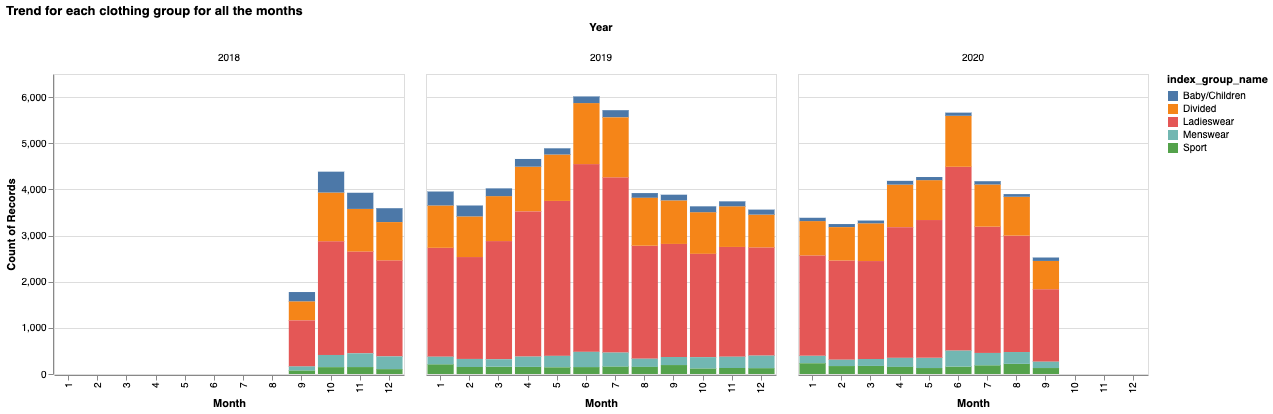 Trend for each clothing group for all the months
Year
2018 2019 2020
index_group_name
Baby/Children
Divided
Ladieswear
Menswear
Sport
Count of Records
6,000
5,000
4,000
3,000
2,000
1,000
0
1 2 3 4 5 6 7 8 9 10 11 12
Month
1 2 3 4 5 6 7 8 9 10 11 12
Month
1 2 3 4 5 6 7 8 9 10 11 12
Month